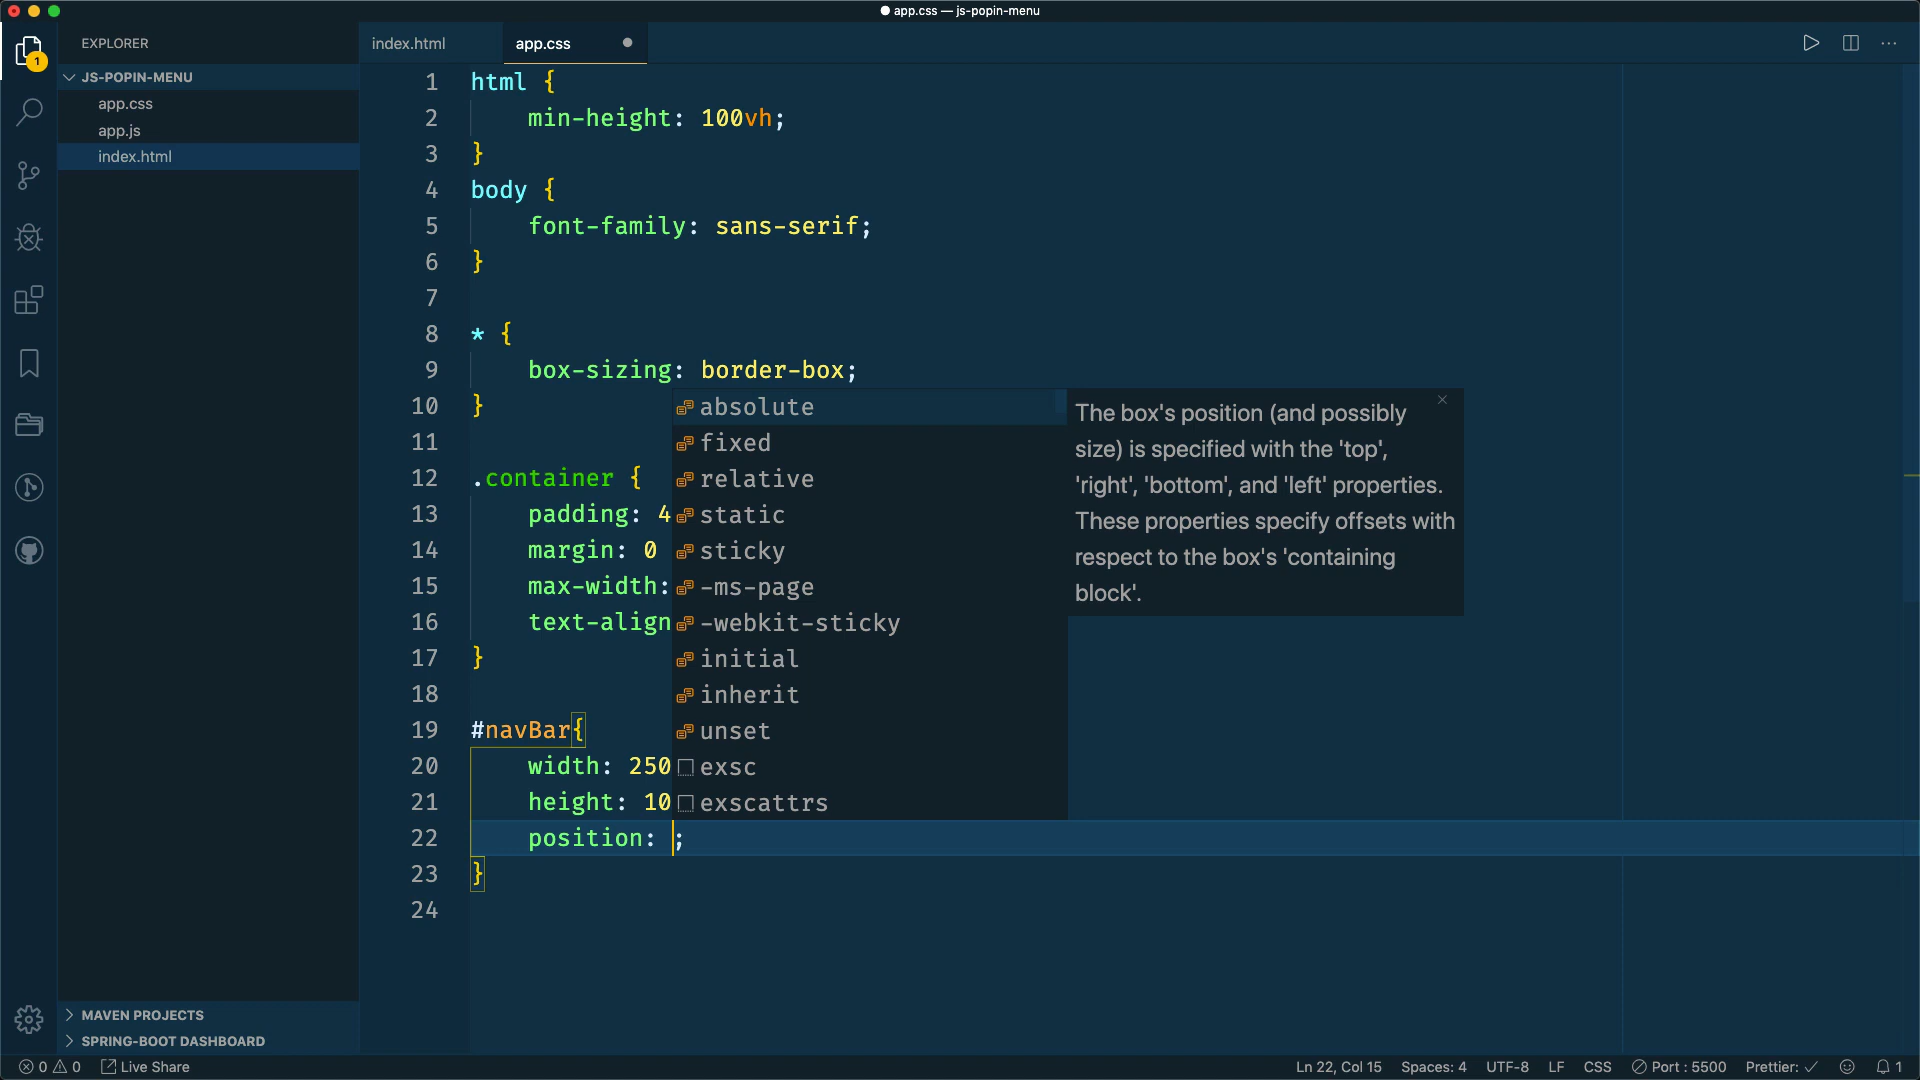 app.css — js-popin-menu
1
EXPLORER
JS-POPIN-MENU
app.css
app.js
index.html
MAVEN PROJECTS
SPRING-BOOT DASHBOARD
index.html
app.css
1 html {
2 min-height: 100vh;
3 }
4 body {
5 font-family: sans-serif;
6 }
7
8 * {
9 box-sizing: border-box;
10 }
11
12 .container {
13 padding: 4
14 margin: 0
15 max-width:
16 text-align
17 }
18
19 #navBar{
20 width: 250
21 height: 10
22 position: ;
23 }
24
absolute
fixed
relative
static
sticky
-ms-page
-webkit-sticky
initial
inherit
unset
exsc
exscattrs
The box's position (and possibly
size) is specified with the 'top',
'right', 'bottom', and 'left' properties.
These properties specify offsets with
respect to the box's 'containing
block'.
0 0 Live Share
Ln 22, Col 15 Spaces: 4 UTF-8 LF CSS Port : 5500 Prettier: ✓ 1